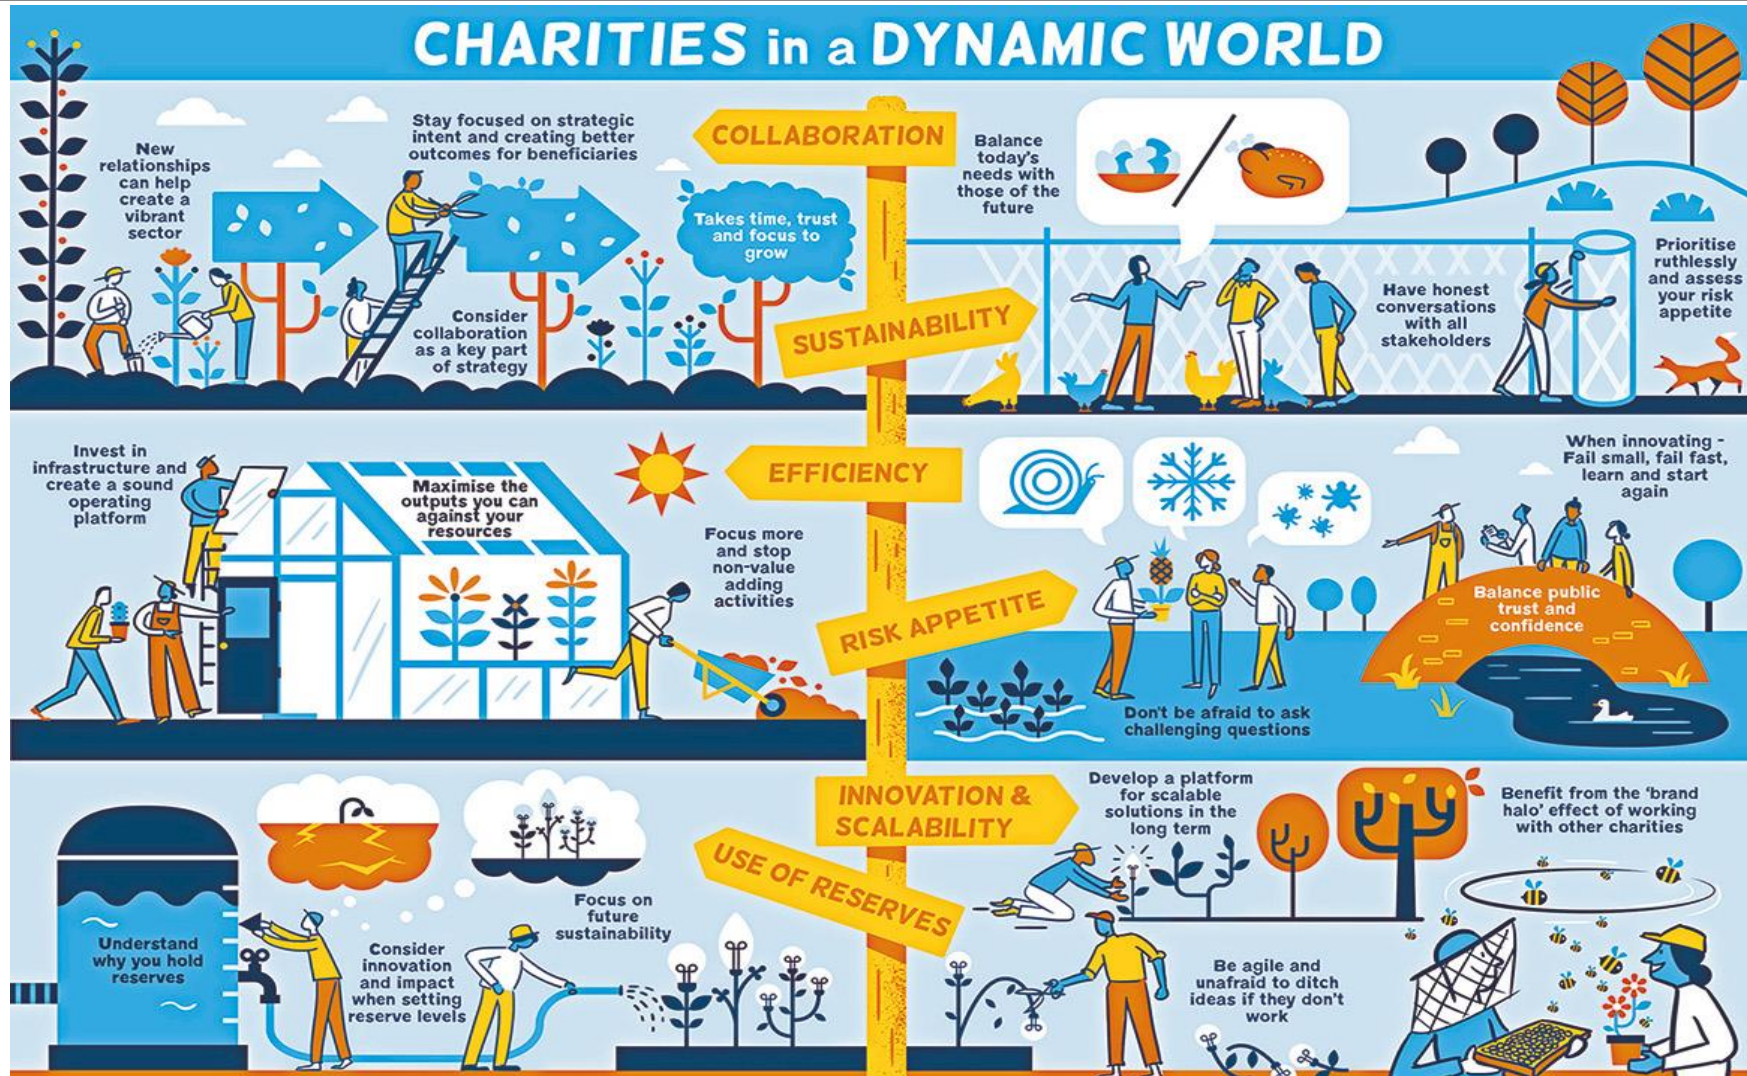 CHARITIES in a DYNAMIC WORLD
COLLABORATION
New
relationships
can help
create a
vibrant
sector
Stay focused on strategic
intent and creating better
outcomes for beneficiaries
Takes time, trust
and focus to
grow
Consider
collaboration
as a key part
of strategy
SUSTAINABILITY
Balance
today's
needs with
those of the
future
Have honest
conversations
with all
stakeholders
Prioritise
ruthlessly
and assess
your risk
appetite
EFFICIENCY
Invest in
infrastructure and
create a sound
operating
platform
Maximise the
outputs you can
against your
resources
Focus more
and stop
non-value
adding
activities
RISK APPETITE
When innovating -
Fail small, fail fast,
learn and start
again
Balance public
trust and
confidence
Don't be afraid to ask
challenging questions
INNOVATION &
SCALABILITY
Develop a platform
for scalable
solutions in the
long term
Benefit from the 'brand
halo' effect of working
with other charities
Be agile and
unafraid to ditch
ideas if they don't
work
USE OF RESERVES
Understand
why you hold
reserves
Consider
innovation
and impact
when setting
reserve levels
Focus on
future
sustainability